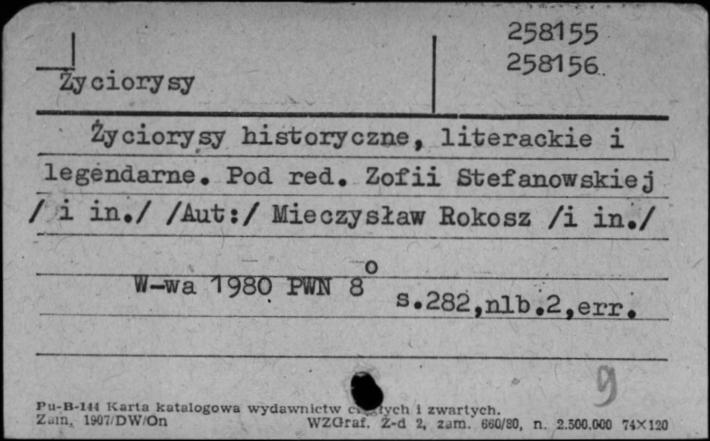 258155
258156
Życiorysy
Życiorysy historyczne, literackie i
legendarne. Pod red. Zofii Stefanowskiej
/ i in./ /Aut:/ Mieczysław Rokosz /i in./
W-wa 1980 PWN 8o s.282,nlb.2,err.
9
Pu-B-144 Karta katalogowa wydawnictw ciągłych i zwartych.
Zam. 1907/DW/On WZGraf. Z-d 2, zam. 660/80, n. 2.500.000 74×120